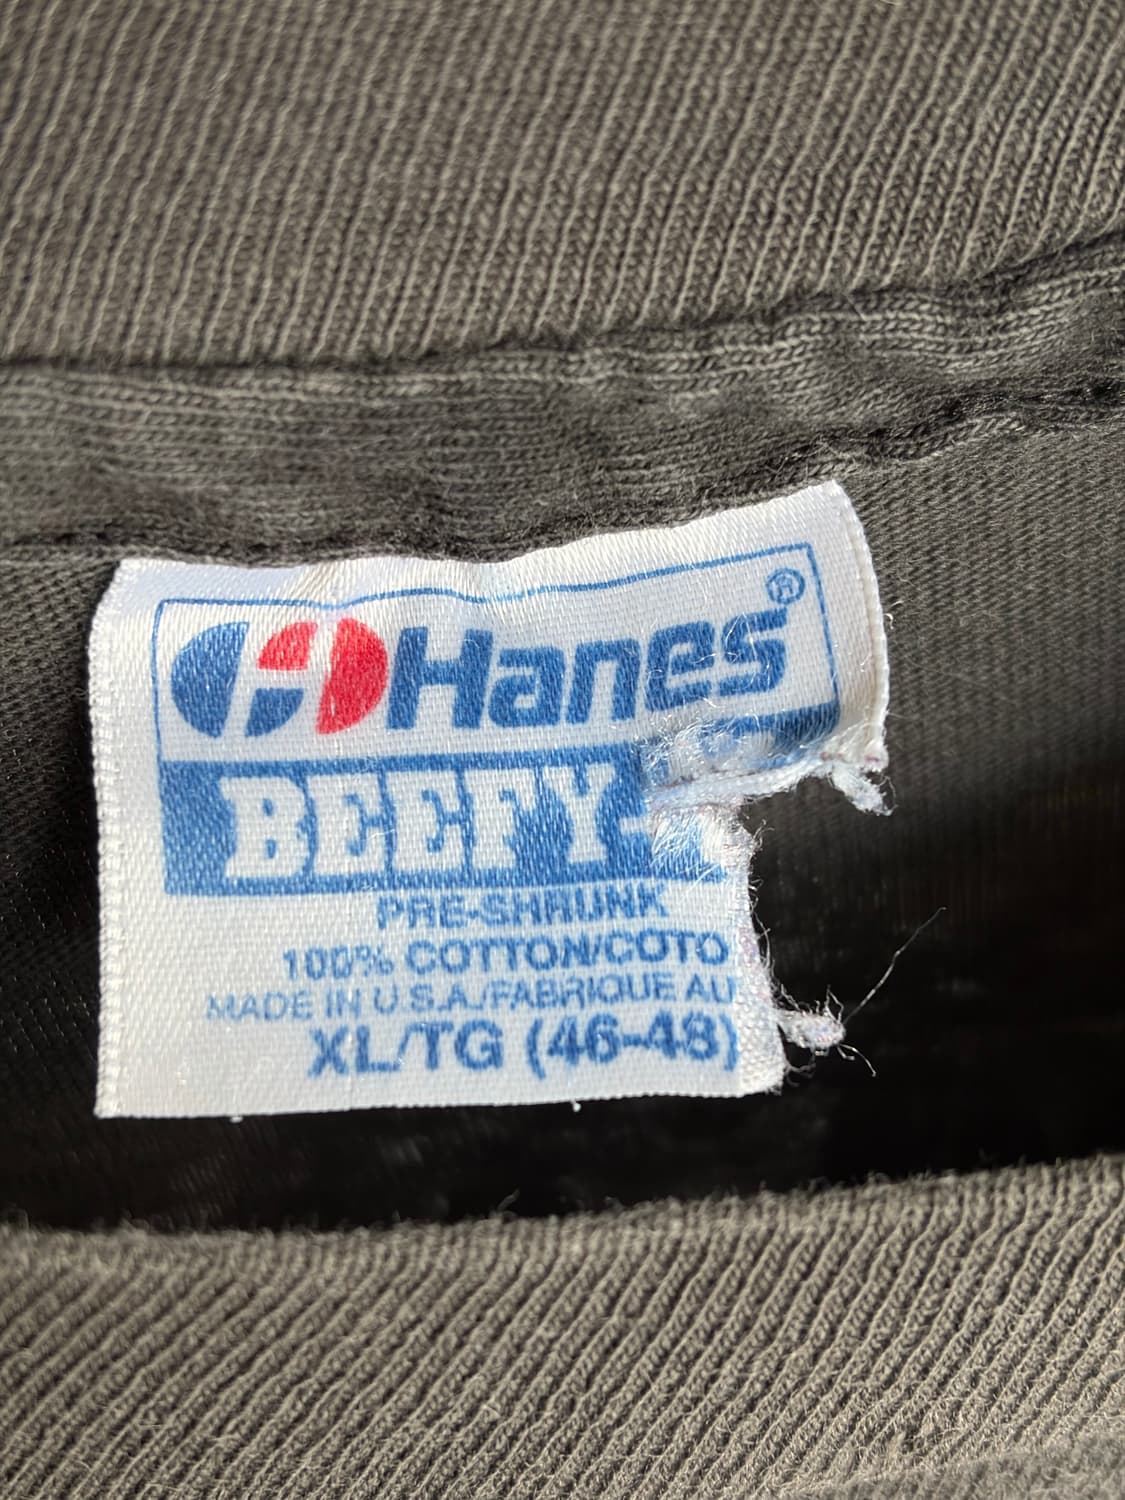 Hanes®
BEEFY-
PRE-SHRUNK
100% COTTON/COTO
MADE IN U.S.A./FABRIQUE AU
XL/TG (46-48)